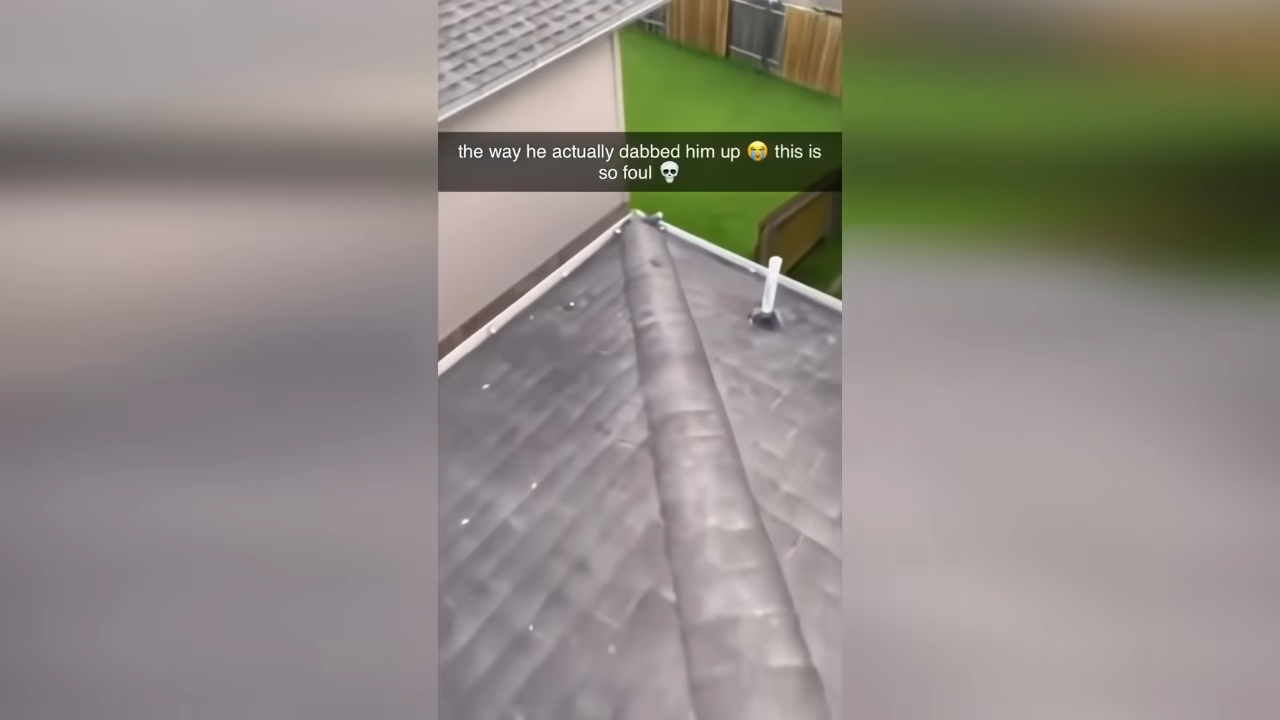 the way he actually dabbed him up 😭 this is
so foul 💀